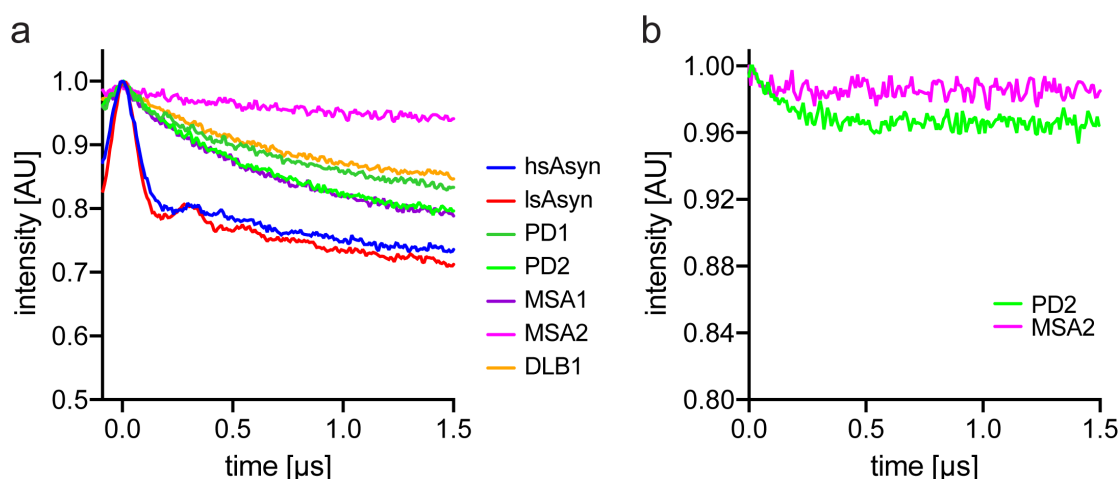 a
intensity [AU]
1.0
0.9
0.8
0.7
0.6
0.5
0.0
0.5
1.0
1.5
time [µs]
hsAsyn
lsAsyn
PD1
PD2
MSA1
MSA2
DLB1
b
intensity [AU]
1.00
0.96
0.92
0.88
0.84
0.80
0.0
0.5
1.0
1.5
time [µs]
PD2
MSA2